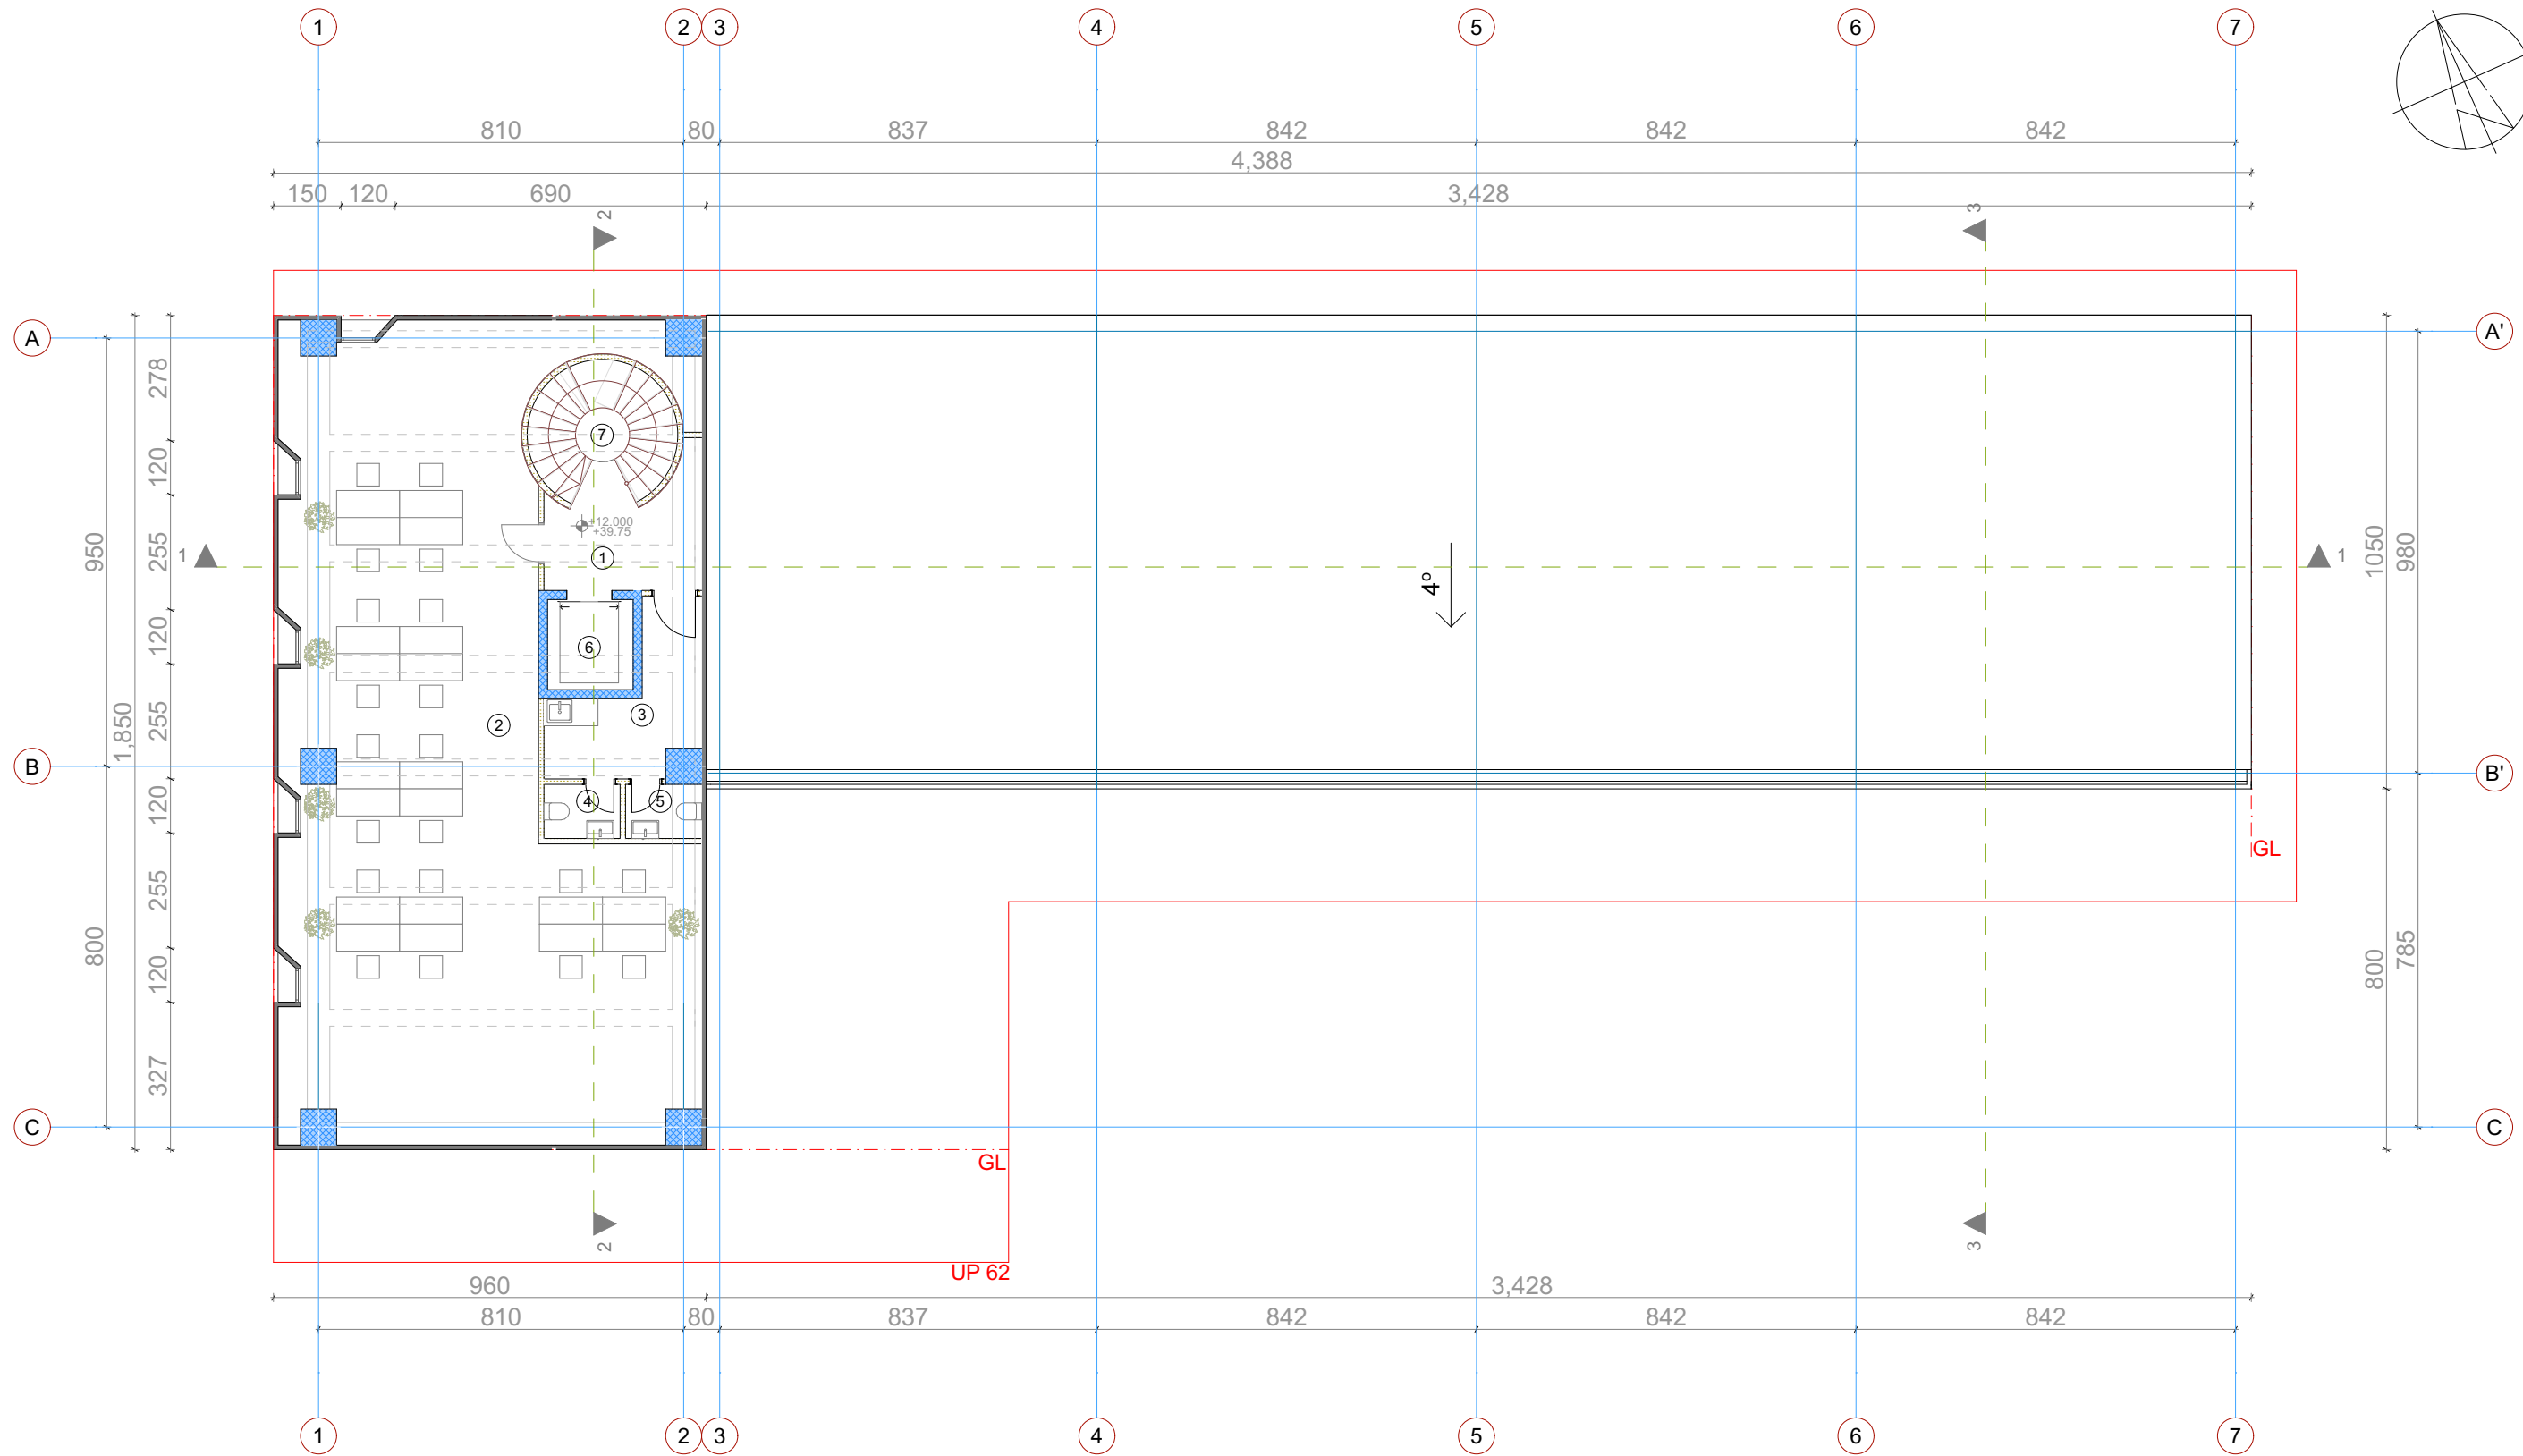 1 2 3 4 5 6 7
810 80 837 842 842 842
4,388
150 120 690 3,428
2 3
A A'
278
120
950 255 1050 980
+12.000
+39.75
1 1
7
1
4º
120
6
1,850 255
2 3
B B'
120
4 5
GL
255
800 800 785
120
327
C C
GL
2 3
UP 62
960 3,428
810 80 837 842 842 842
1 2 3 4 5 6 7